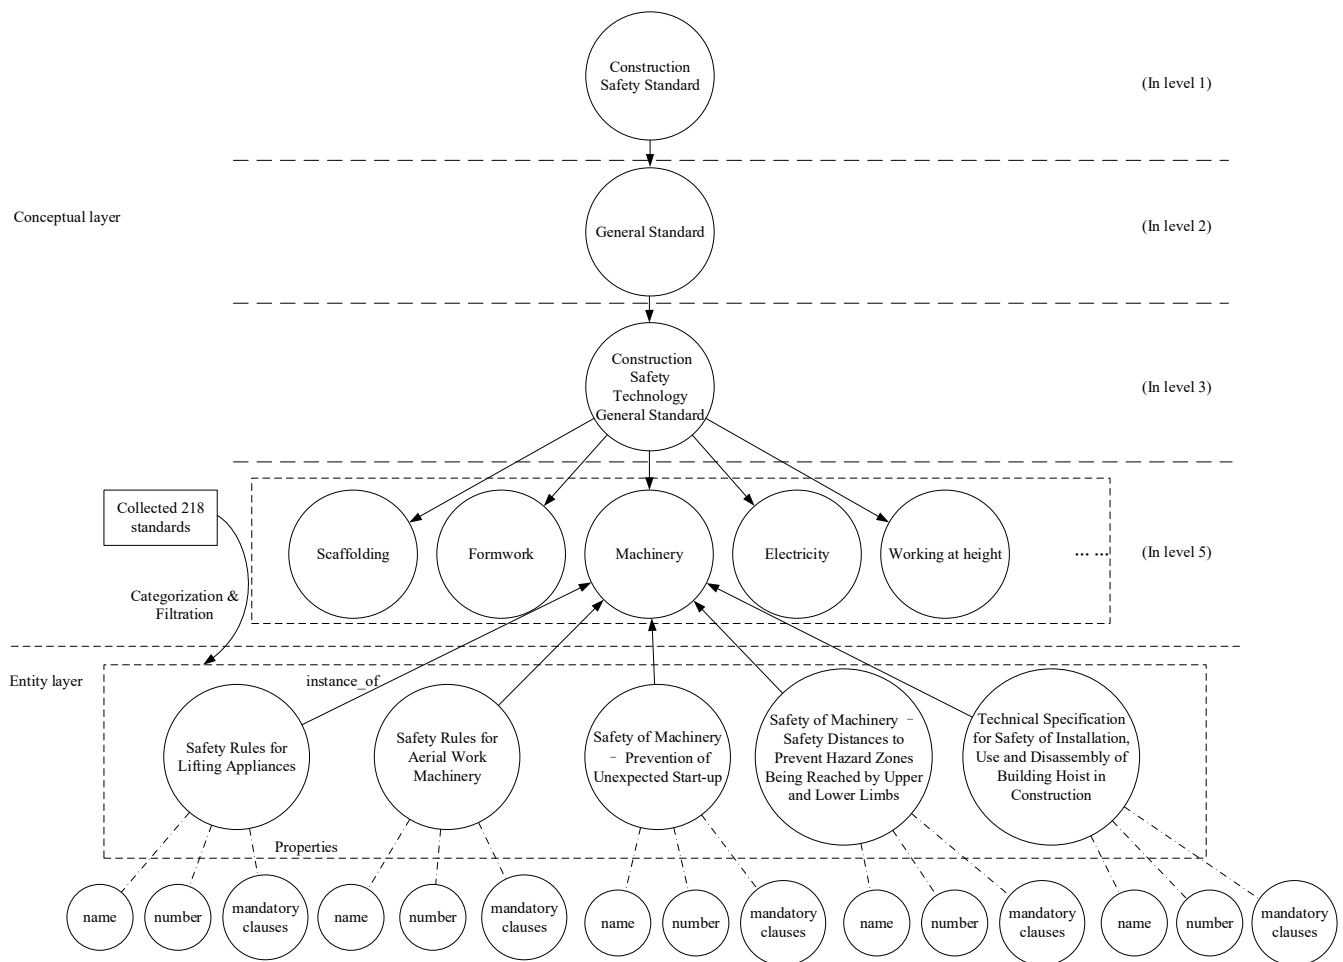 Construction
Safety Standard
(In level 1)
Conceptual layer
General Standard
(In level 2)
Construction
Safety
Technology
General Standard
(In level 3)
Collected 218
standards
Scaffolding
Formwork
Machinery
Electricity
Working at height
... ...
(In level 5)
Categorization &
Filtration
Entity layer
instance_of
Safety Rules for
Lifting Appliances
Safety Rules for
Aerial Work
Machinery
Safety of Machinery
- Prevention of
Unexpected Start-up
Safety of Machinery -
Safety Distances to
Prevent Hazard Zones
Being Reached by Upper
and Lower Limbs
Technical Specification
for Safety of Installation,
Use and Disassembly of
Building Hoist in
Construction
Properties
name
number
mandatory
clauses
name
number
mandatory
clauses
name
number
mandatory
clauses
name
number
mandatory
clauses
name
number
mandatory
clauses